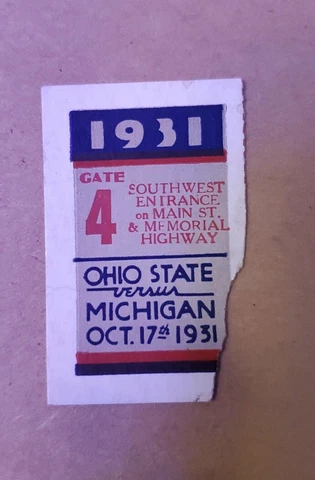 1931
GATE
4
SOUTHWEST
ENTRANCE
on MAIN ST.
& MEMORIAL
HIGHWAY
OHIO STATE
versus
MICHIGAN
OCT. 17th 1931